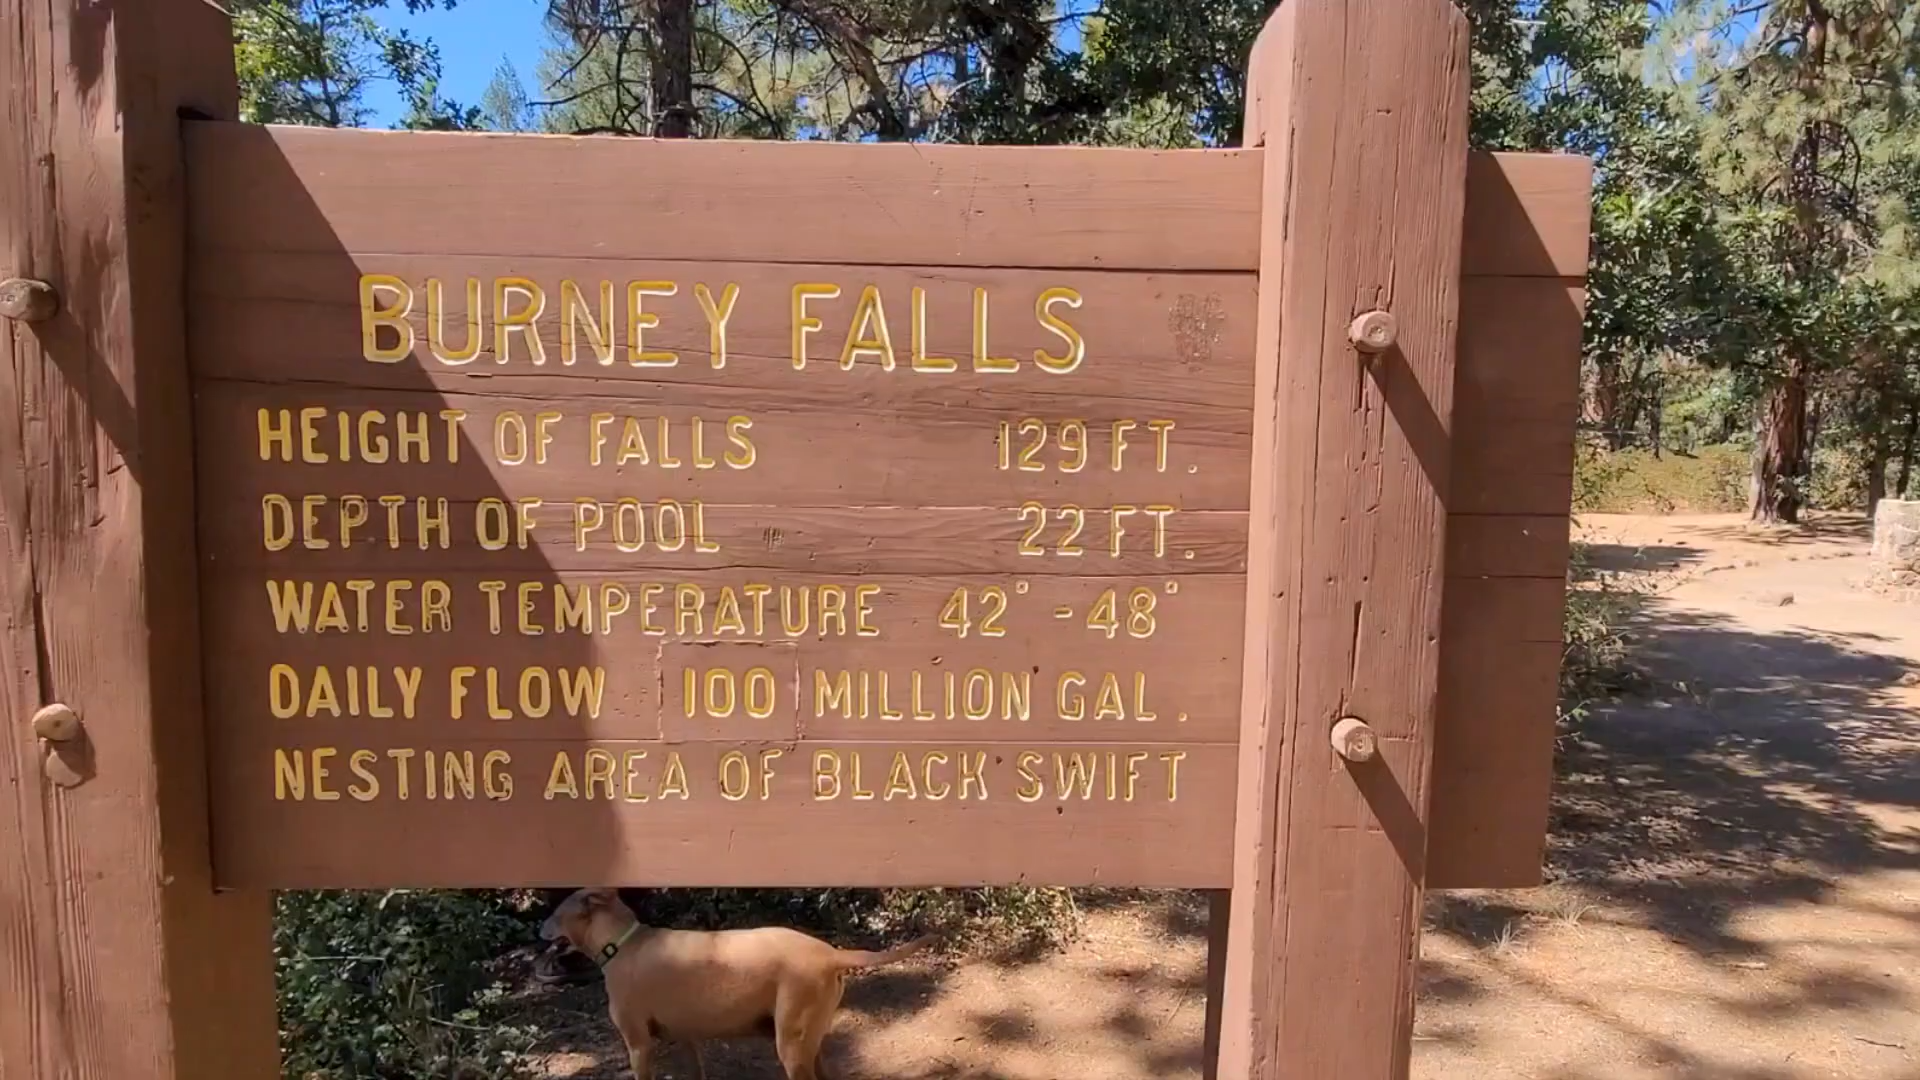 BURNEY FALLS
HEIGHT OF FALLS 129 FT.
DEPTH OF POOL 22 FT.
WATER TEMPERATURE 42° - 48°
DAILY FLOW 100 MILLION GAL.
NESTING AREA OF BLACK SWIFT